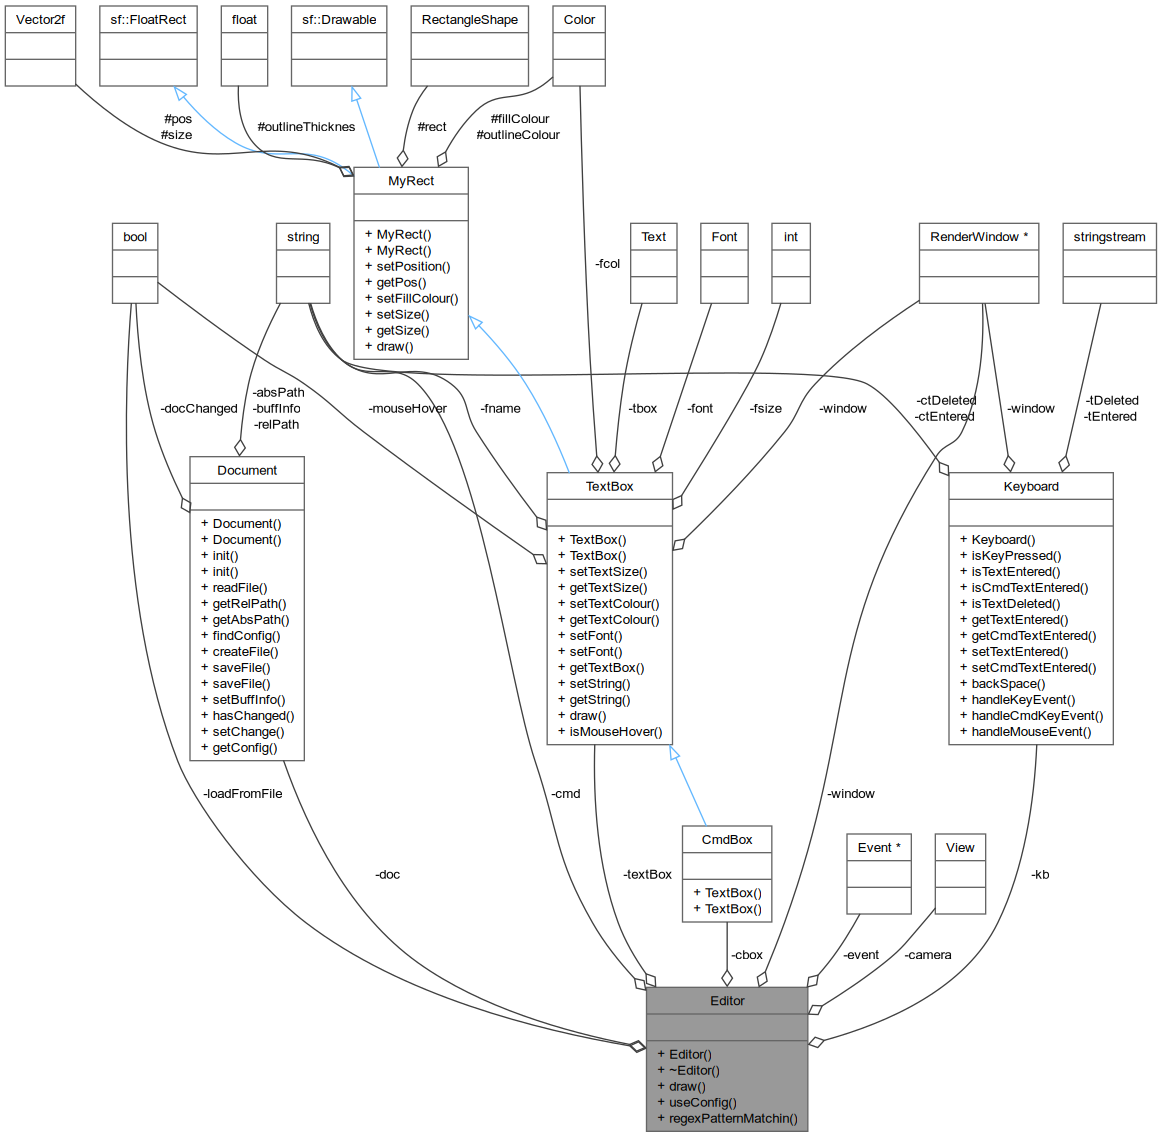 Vector2f
sf::FloatRect
float
sf::Drawable
RectangleShape
Color
#pos
#size
#outlineThicknes
#rect
#fillColour
#outlineColour
MyRect
+ MyRect()
+ MyRect()
+ setPosition()
+ getPos()
+ setFillColour()
+ setSize()
+ getSize()
+ draw()
bool
string
Text
Font
int
RenderWindow *
stringstream
-fcol
-docChanged
-absPath
-buffInfo
-relPath
-mouseHover
-fname
-tbox
-font
-fsize
-window
-ctDeleted
-ctEntered
-window
-tDeleted
-tEntered
Document
+ Document()
+ Document()
+ init()
+ init()
+ readFile()
+ getRelPath()
+ getAbsPath()
+ findConfig()
+ createFile()
+ saveFile()
+ saveFile()
+ setBuffInfo()
+ hasChanged()
+ setChange()
+ getConfig()
TextBox
+ TextBox()
+ TextBox()
+ setTextSize()
+ getTextSize()
+ setTextColour()
+ getTextColour()
+ setFont()
+ setFont()
+ getTextBox()
+ setString()
+ getString()
+ draw()
+ isMouseHover()
Keyboard
+ Keyboard()
+ isKeyPressed()
+ isTextEntered()
+ isCmdTextEntered()
+ isTextDeleted()
+ getTextEntered()
+ getCmdTextEntered()
+ setTextEntered()
+ setCmdTextEntered()
+ backSpace()
+ handleKeyEvent()
+ handleCmdKeyEvent()
+ handleMouseEvent()
-loadFromFile
-cmd
-window
CmdBox
+ TextBox()
+ TextBox()
Event *
View
-doc
-textBox
-kb
-cbox
-event
-camera
Editor
+ Editor()
+ ~Editor()
+ draw()
+ useConfig()
+ regexPatternMatchin()